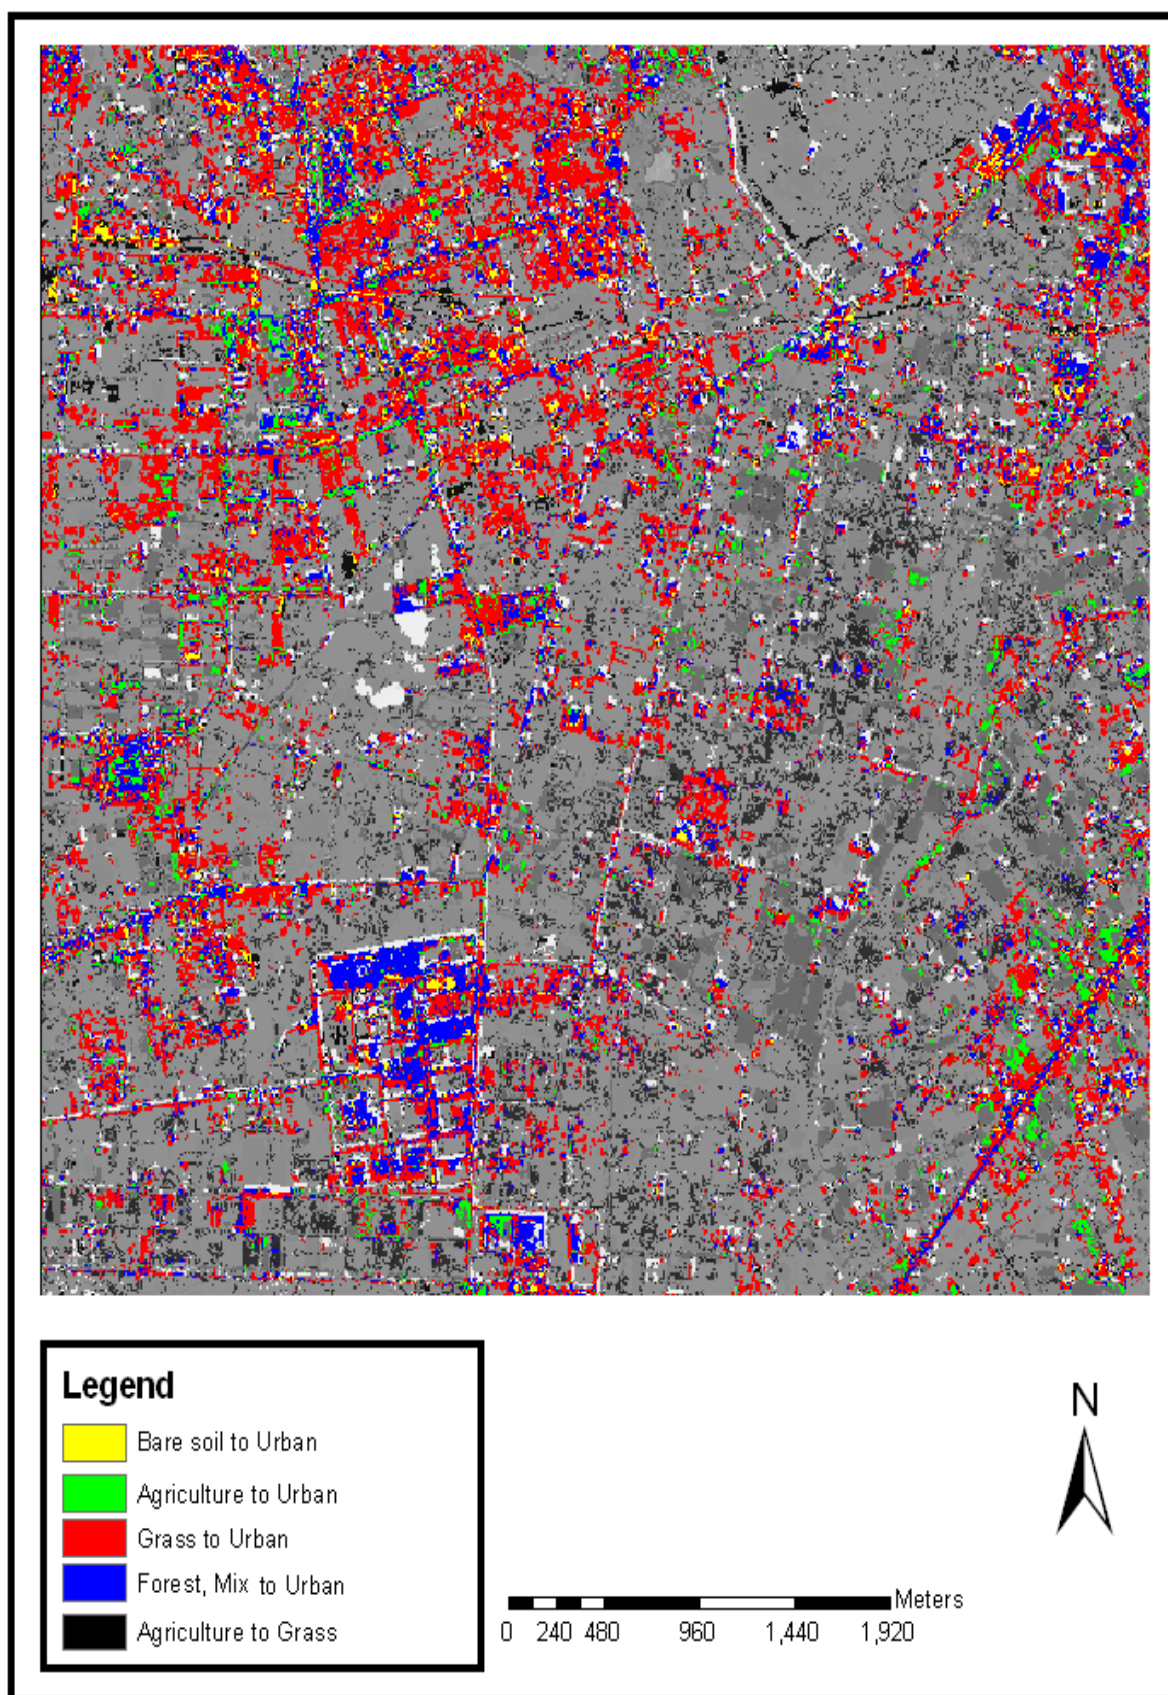 Legend
Bare soil to Urban
Agriculture to Urban
Grass to Urban
Forest, Mix to Urban
Agriculture to Grass
N
Meters
0 240 480 960 1,440 1,920